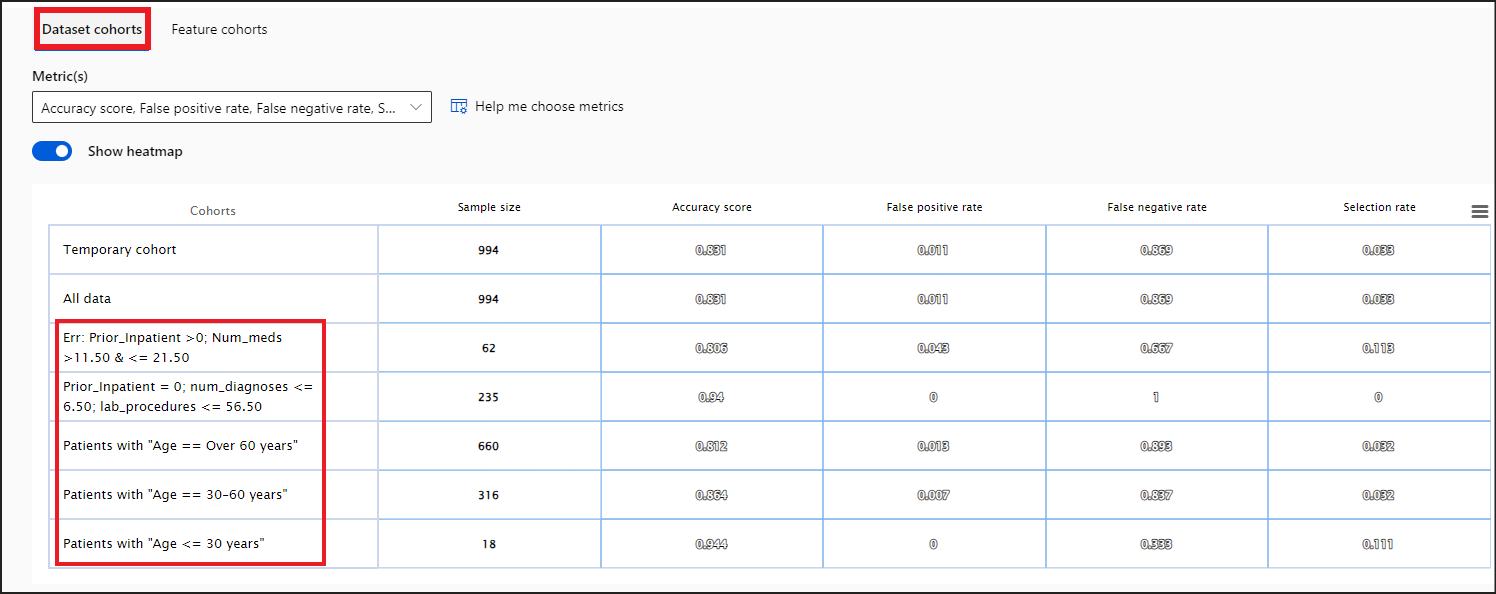 Dataset cohorts Feature cohorts
Metric(s)
Accuracy score, False positive rate, False negative rate, S... Help me choose metrics
Show heatmap
Cohorts Sample size Accuracy score False positive rate False negative rate Selection rate
Temporary cohort 994 0.831 0.011 0.869 0.033
All data 994 0.831 0.011 0.869 0.033
Err: Prior_Inpatient >0; Num_meds
>11.50 & <= 21.50 62 0.806 0.043 0.667 0.113
Prior_Inpatient = 0; num_diagnoses <=
6.50; lab_procedures <= 56.50 235 0.94 0 1 0
Patients with "Age == Over 60 years" 660 0.812 0.013 0.893 0.032
Patients with "Age == 30-60 years" 316 0.864 0.007 0.837 0.032
Patients with "Age <= 30 years" 18 0.944 0 0.333 0.111